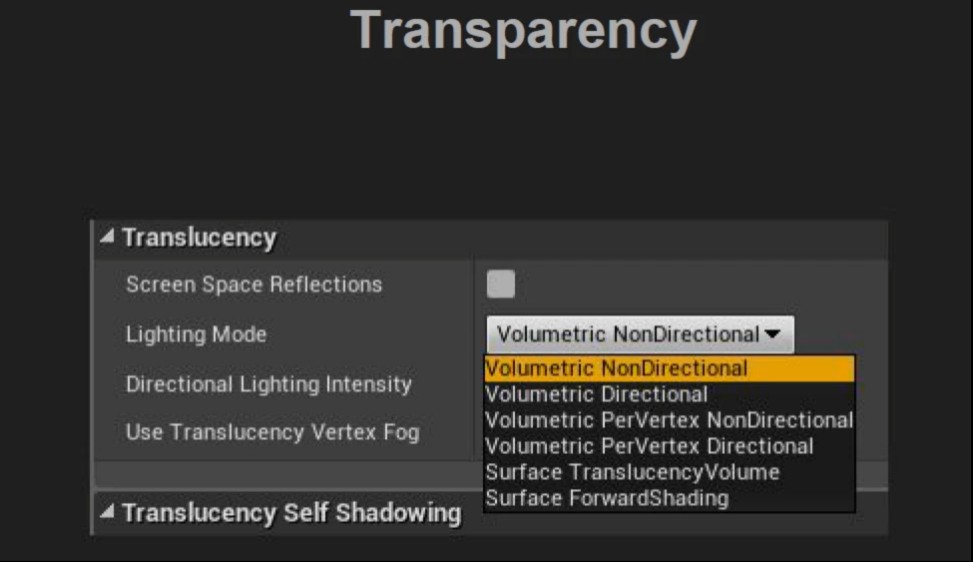 Transparency
Translucency
Screen Space Reflections
Lighting Mode
Volumetric NonDirectional
Volumetric NonDirectional
Directional Lighting Intensity
Volumetric Directional
Volumetric PerVertex NonDirectional
Use Translucency Vertex Fog
Volumetric PerVertex Directional
Surface TranslucencyVolume
Surface ForwardShading
Translucency Self Shadowing